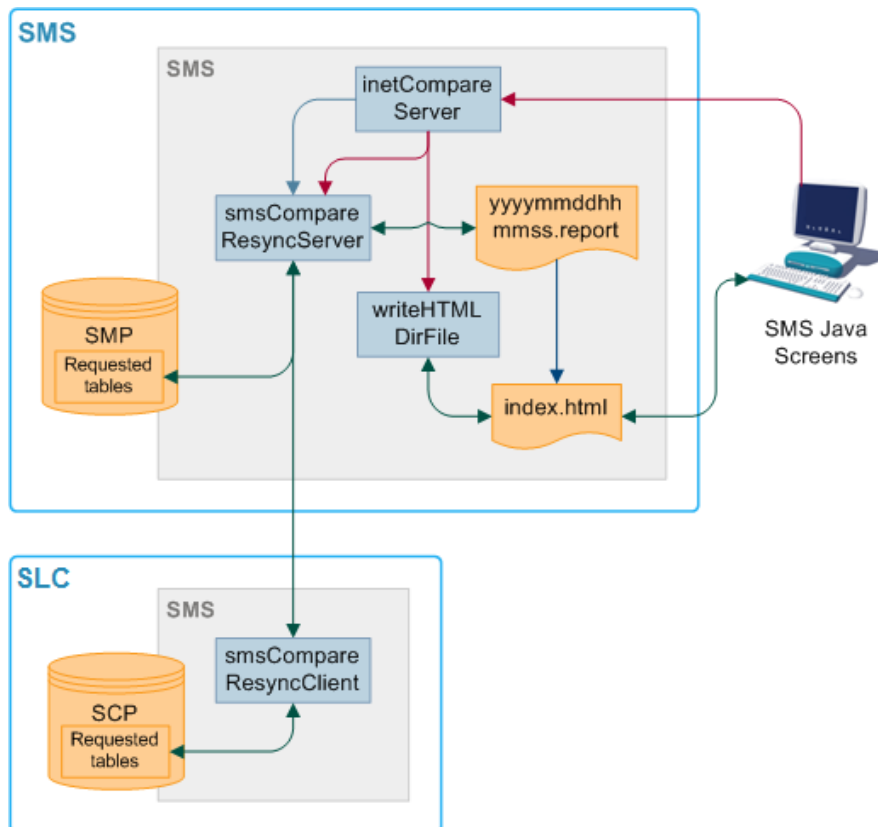 SMS
SMS
inetCompare
Server
smsCompare
ResyncServer
yyyymmddhh
mmss.report
writeHTML
DirFile
SMS Java
Screens
SMP
Requested
tables
index.html
SLC
SMS
smsCompare
ResyncClient
SCP
Requested
tables